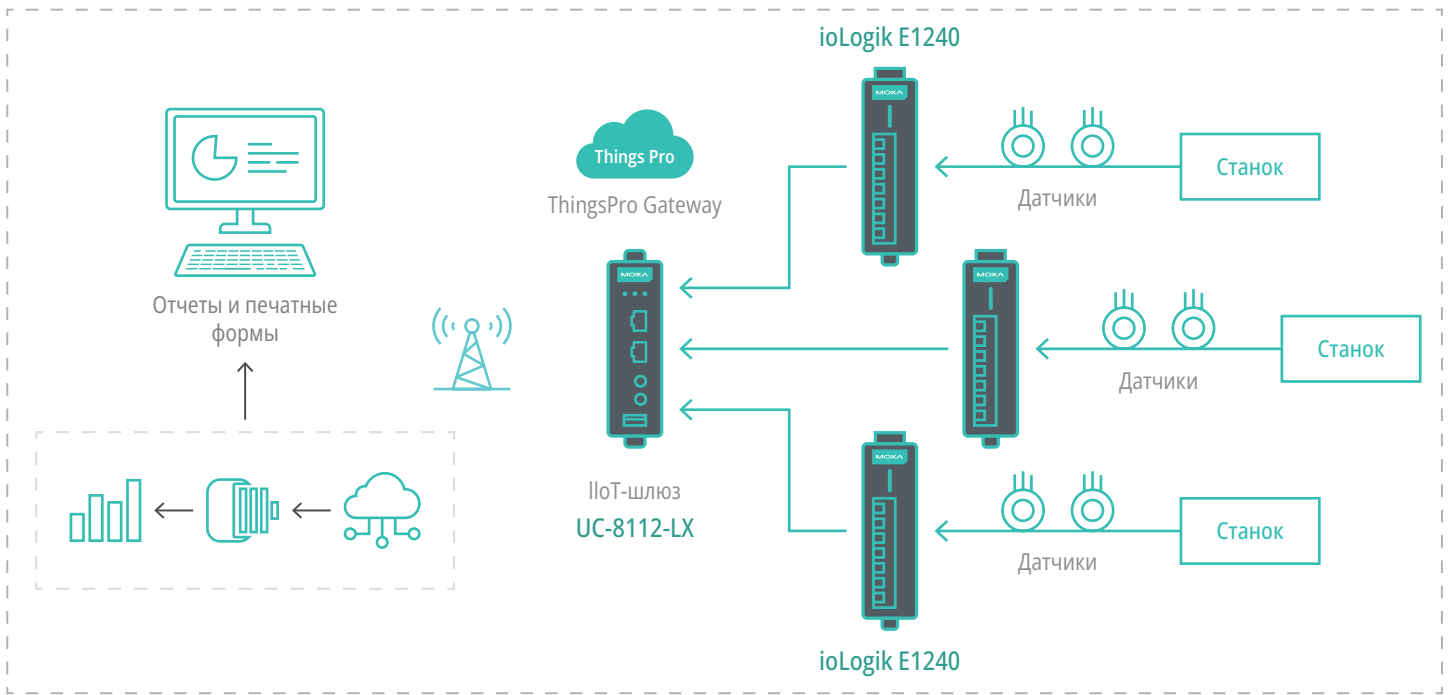 ioLogik E1240
MOXA
Things Pro
ThingsPro Gateway
Датчики
Станок
MOXA
MOXA
Отчеты и печатные
формы
Датчики
Станок
MOXA
IIoT-шлюз
UC-8112-LX
Датчики
Станок
ioLogik E1240